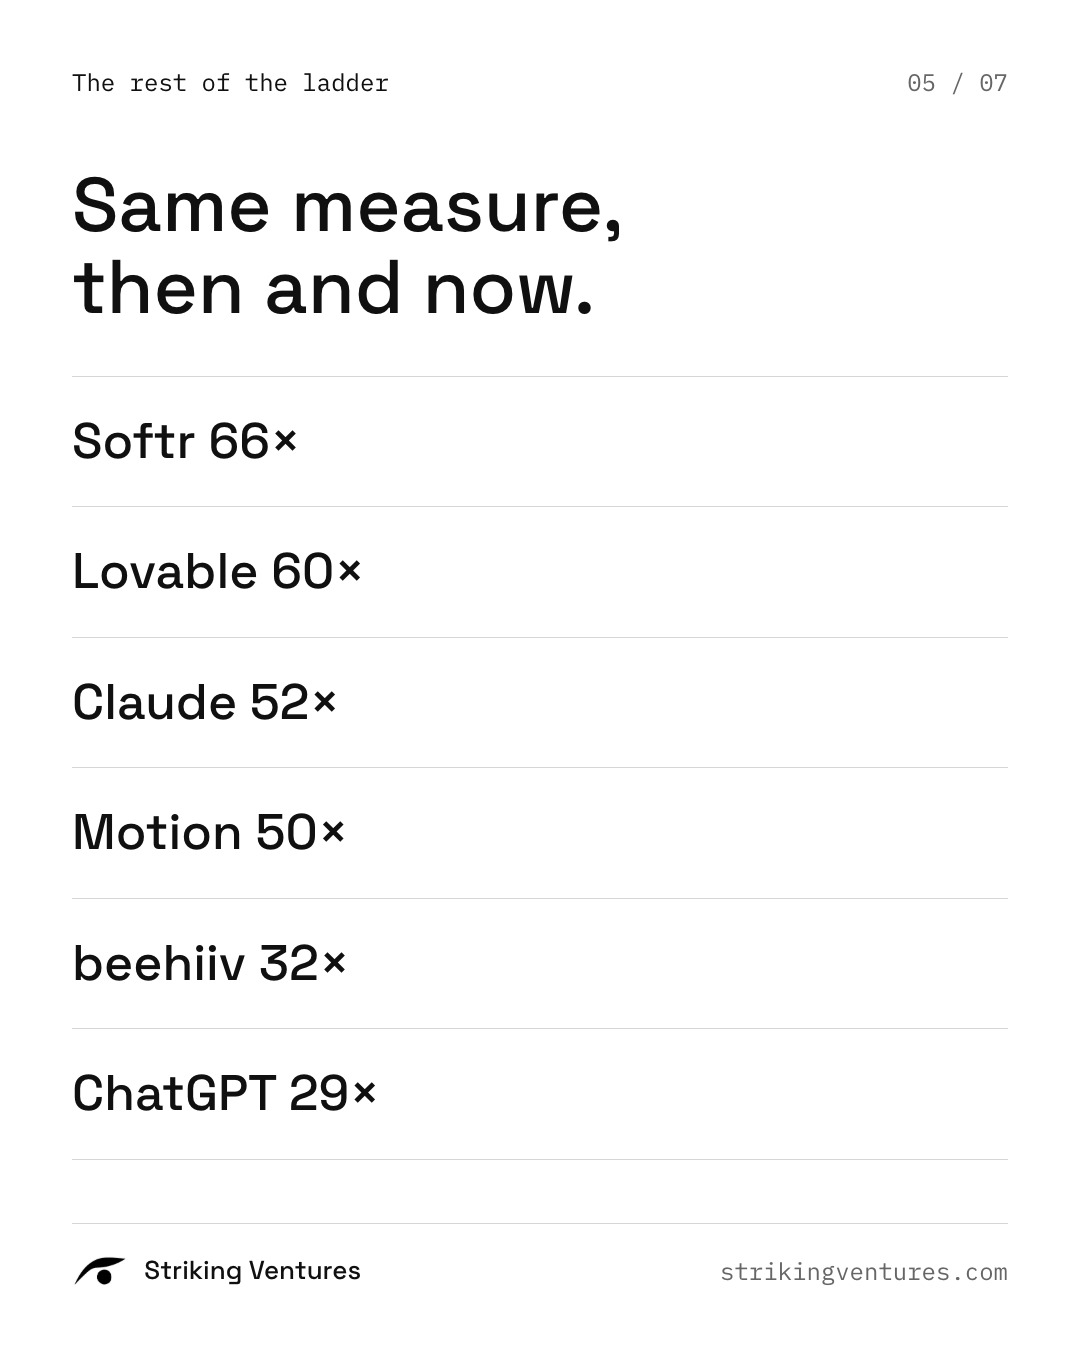 The rest of the ladder
05 / 07
Same measure,
then and now.
Softr 66×
Lovable 60×
Claude 52×
Motion 50×
beehiiv 32×
ChatGPT 29×
Striking Ventures
strikingventures.com